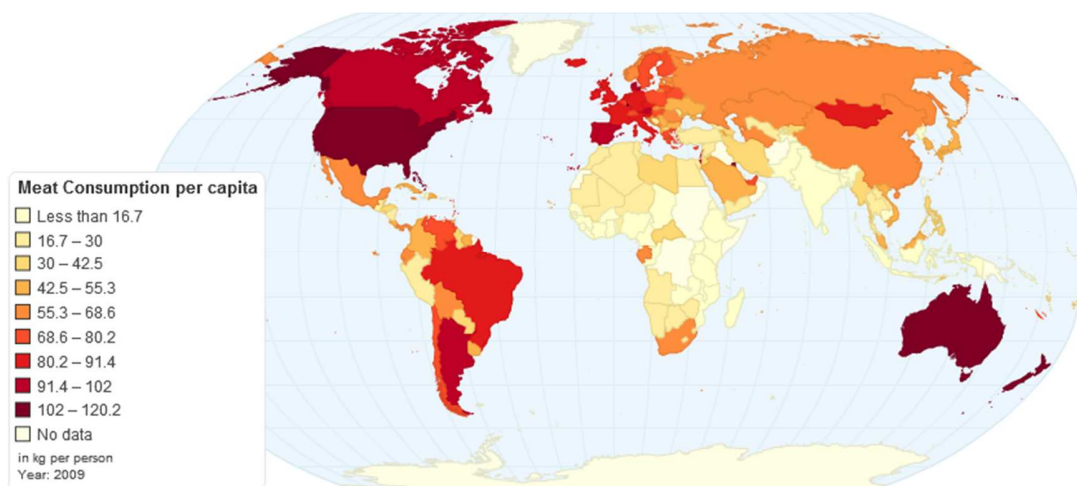 Meat Consumption per capita
Less than 16.7
16.7 – 30
30 – 42.5
42.5 – 55.3
55.3 – 68.6
68.6 – 80.2
80.2 – 91.4
91.4 – 102
102 – 120.2
No data
in kg per person
Year: 2009